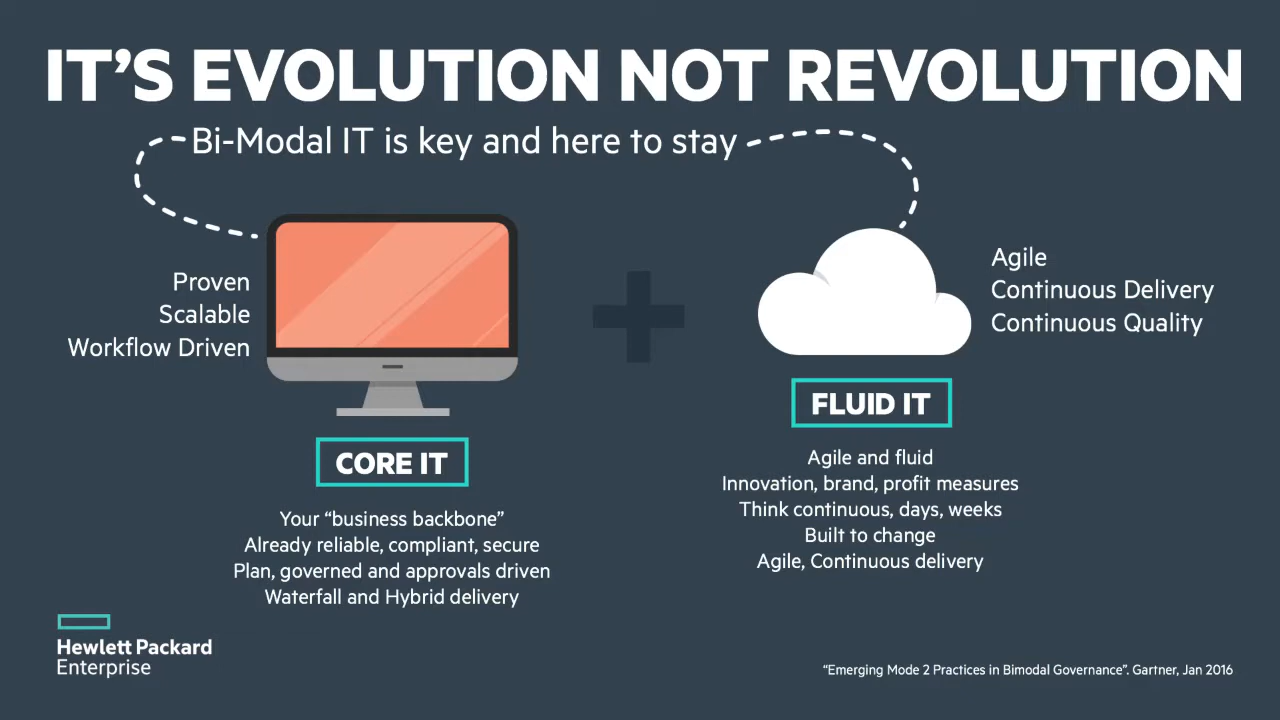 IT'S EVOLUTION NOT REVOLUTION
Bi-Modal IT is key and here to stay
Proven
Scalable
Workflow Driven
CORE IT
Your “business backbone”
Already reliable, compliant, secure
Plan, governed and approvals driven
Waterfall and Hybrid delivery
Agile
Continuous Delivery
Continuous Quality
FLUID IT
Agile and fluid
Innovation, brand, profit measures
Think continuous, days, weeks
Built to change
Agile, Continuous delivery
Hewlett Packard
Enterprise
“Emerging Mode 2 Practices in Bimodal Governance”. Gartner, Jan 2016